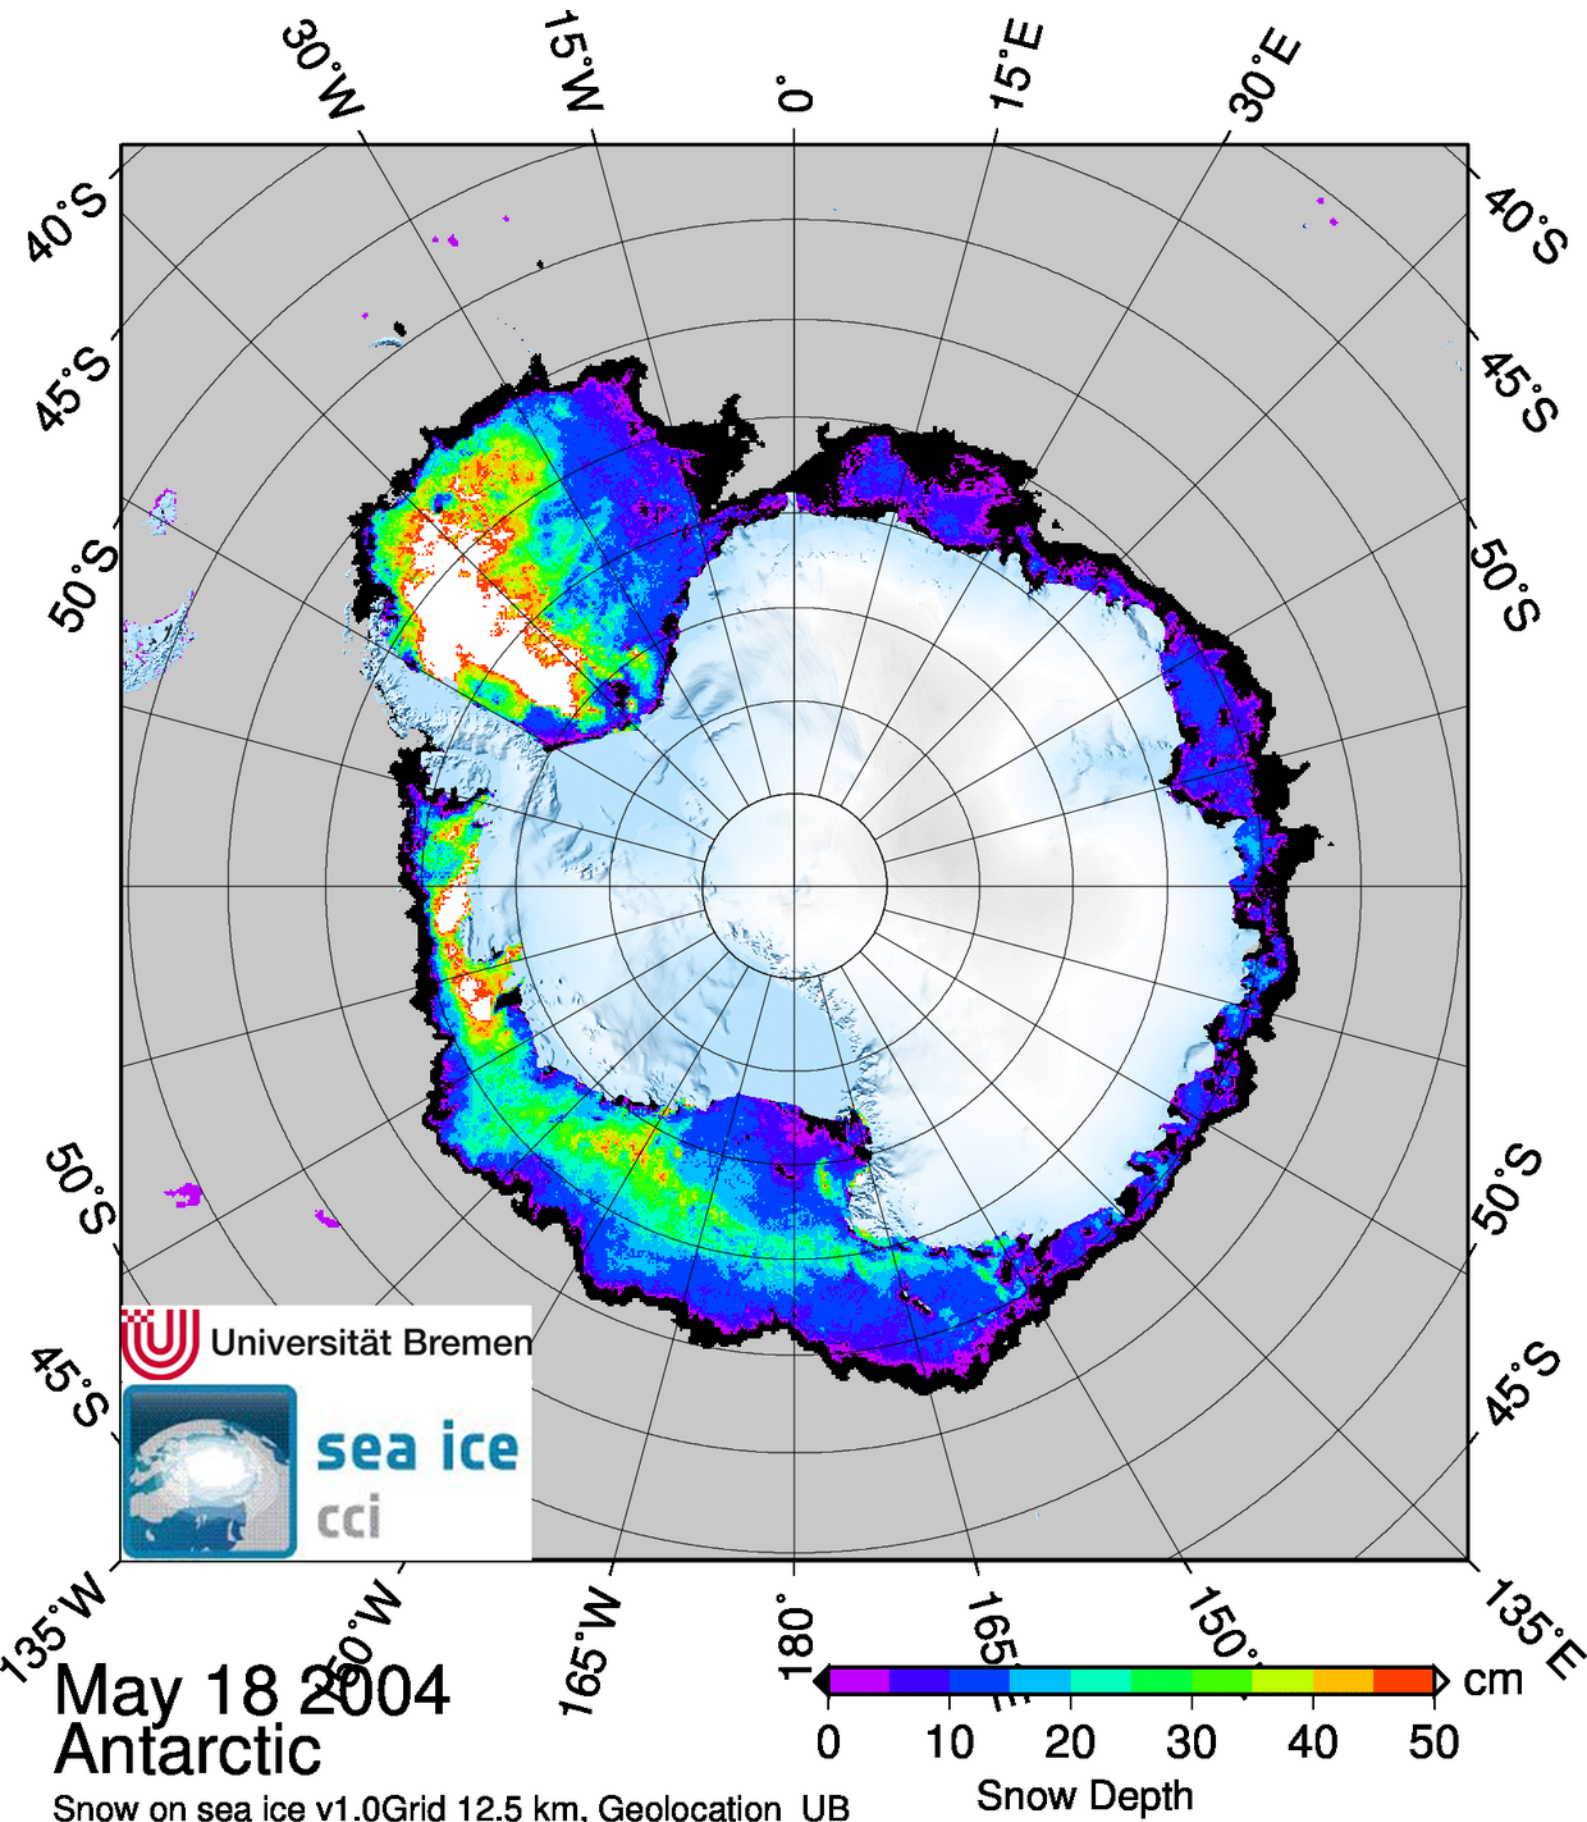 30°W 15°W 0° 15°E 30°E
40°S 40°S
45°S 45°S
50°S 50°S
50°S 50°S
45°S 45°S
Universität Bremen
sea ice
cci
135°W 165°W 180° 165° 150° 135°E
May 18 2004
Antarctic
Snow on sea ice v1.0Grid 12.5 km, Geolocation UB
cm
0 10 20 30 40 50
Snow Depth